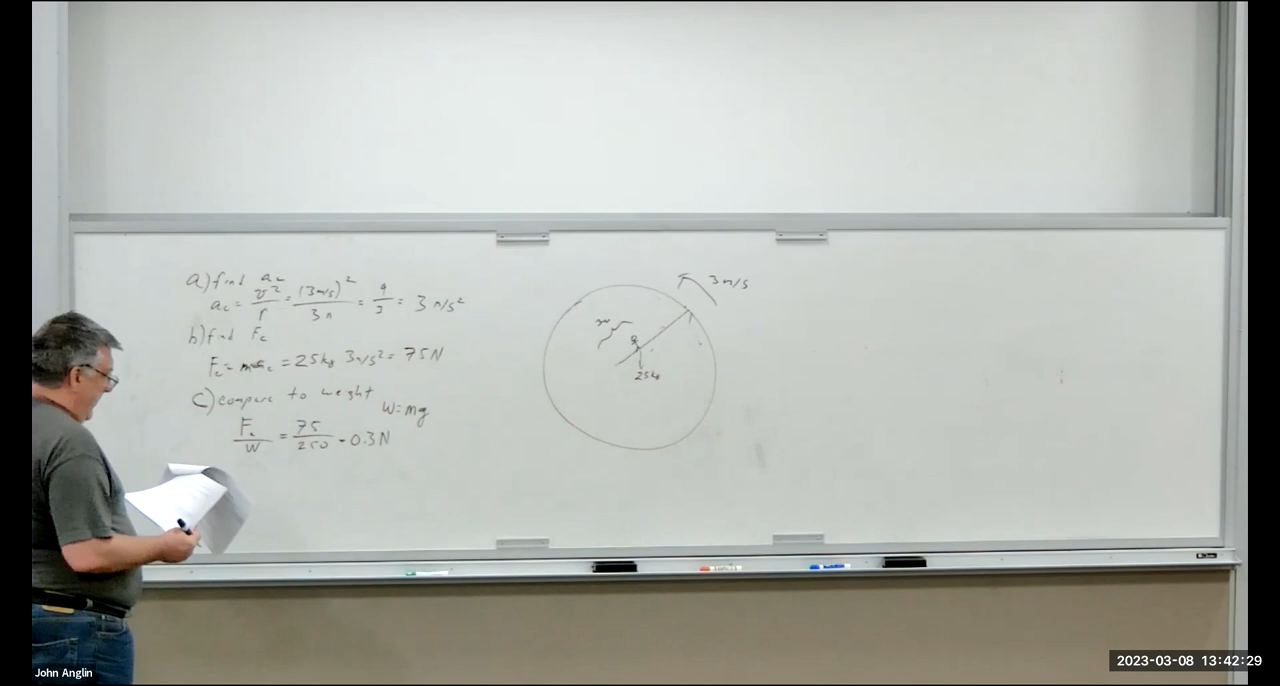 a) find ac
ac = v²/r = (3m/s)²/3m = 9/3 = 3 m/s²
b) find Fc
Fc = mac = 25kg 3m/s² = 75N
c) compare to weight
W = mg
Fc/W = 75/250 = 0.3N
3m/s
3m
25kg
John Anglin
2023-03-08 13:42:29